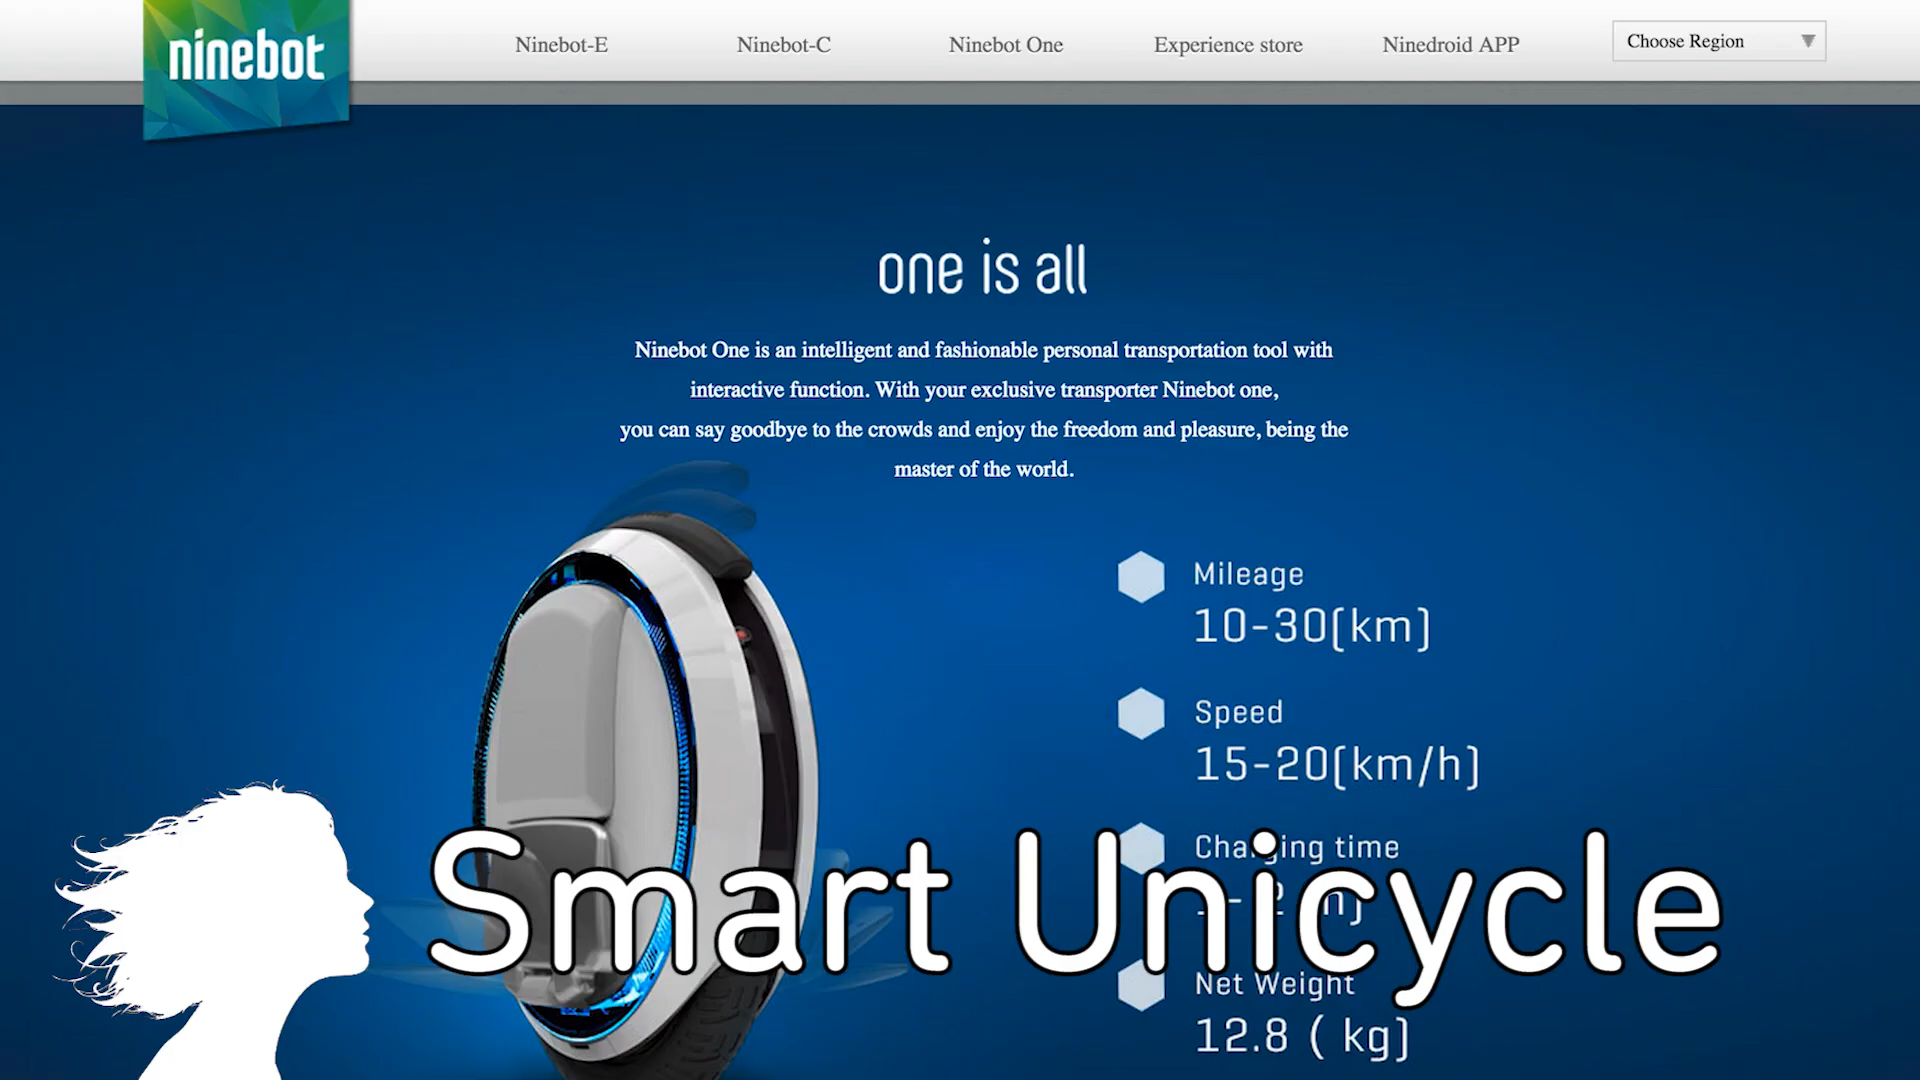 ninebot
Ninebot-E
Ninebot-C
Ninebot One
Experience store
Ninedroid APP
Choose Region
one is all
Ninebot One is an intelligent and fashionable personal transportation tool with
interactive function. With your exclusive transporter Ninebot one,
you can say goodbye to the crowds and enjoy the freedom and pleasure, being the
master of the world.
Mileage
10-30(km)
Speed
15-20(km/h)
Charging time
Smart Unicycle
Net Weight
12.8 ( kg)